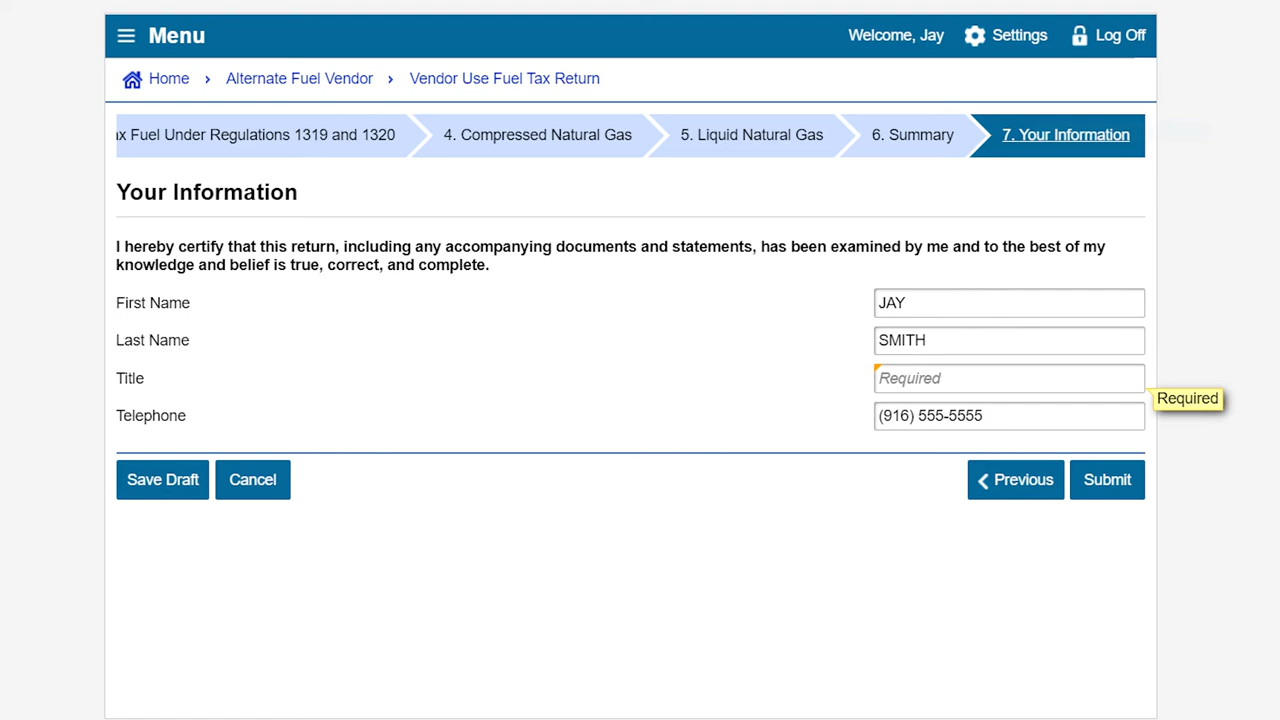 Menu
Welcome, Jay
Settings
Log Off
Home
Alternate Fuel Vendor
Vendor Use Fuel Tax Return
Fuel Under Regulations 1319 and 1320
4. Compressed Natural Gas
5. Liquid Natural Gas
6. Summary
7. Your Information
Your Information
I hereby certify that this return, including any accompanying documents and statements, has been examined by me and to the best of my
knowledge and belief is true, correct, and complete.
First Name
JAY
Last Name
SMITH
Title
Required
Required
Telephone
(916) 555-5555
Save Draft
Cancel
Previous
Submit